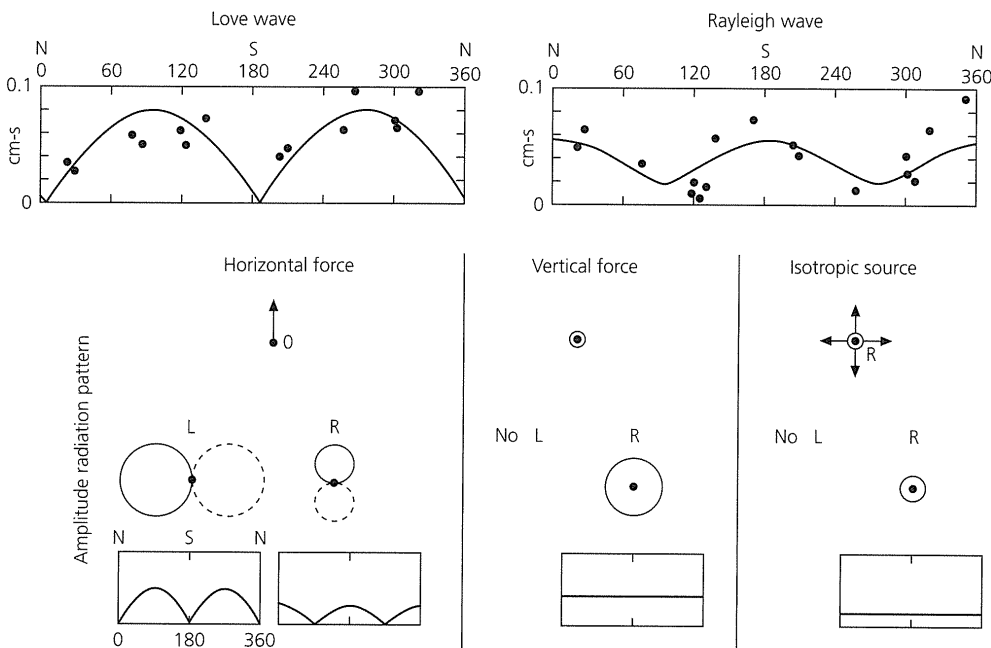 Love wave
N S N
0 60 120 180 240 300 360
0.1
cm-s
0
Rayleigh wave
N S N
0 60 120 180 240 300 360
0.1
cm-s
0
Amplitude radiation pattern
Horizontal force
0
L R
N S N
0 180 360
Vertical force
No L R
Isotropic source
R
No L R